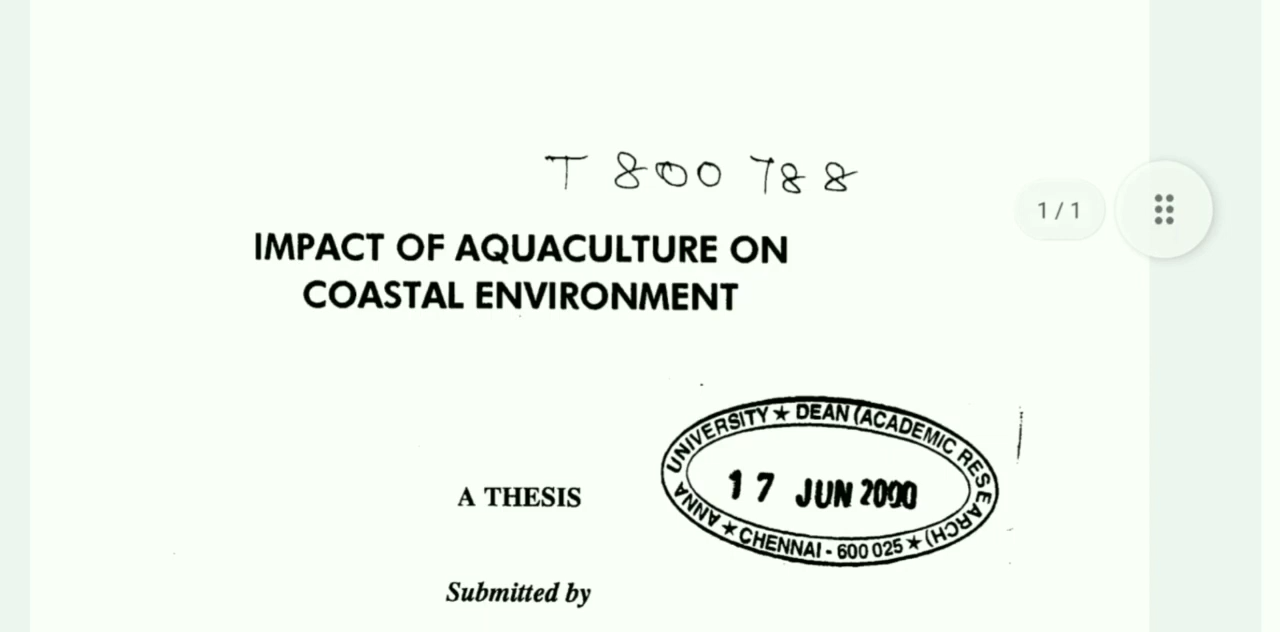 T 800 788
1 / 1
IMPACT OF AQUACULTURE ON
COASTAL ENVIRONMENT
ANNA UNIVERSITY ★ DEAN (ACADEMIC RESEARCH) ★ CHENNAI - 600 025 ★
17 JUN 2000
A THESIS
Submitted by